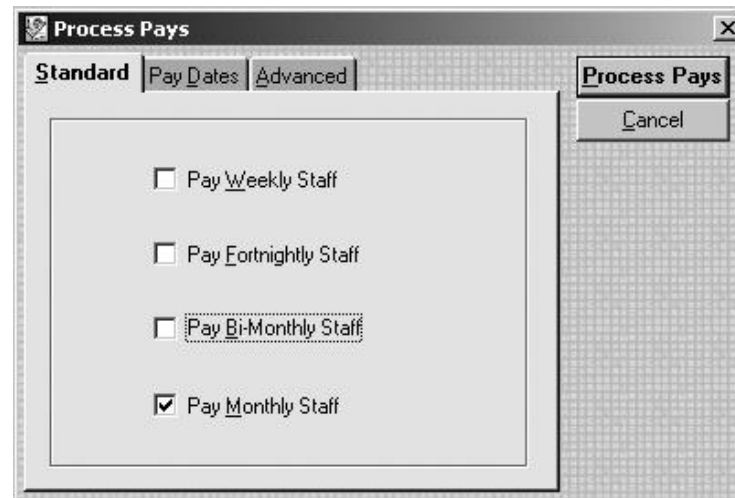 Process Pays
Standard Pay Dates Advanced
Process Pays
Cancel
Pay Weekly Staff
Pay Fortnightly Staff
Pay Bi-Monthly Staff
Pay Monthly Staff